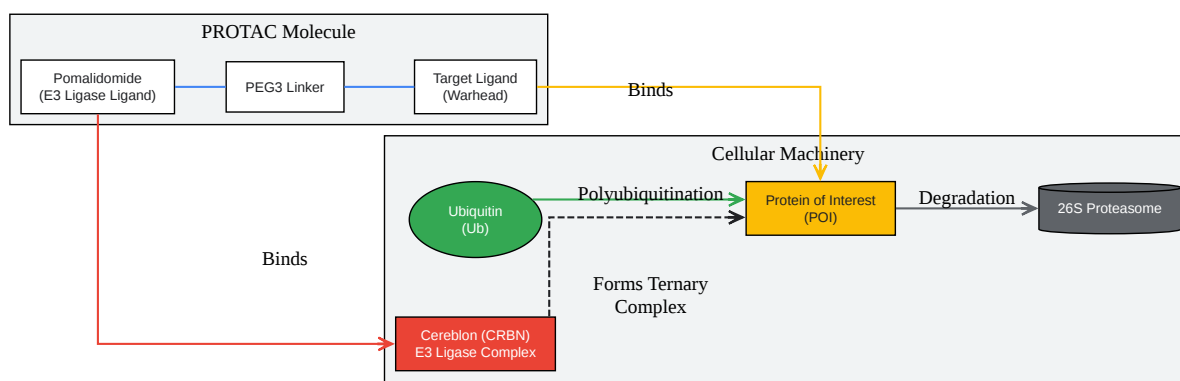 PROTAC Molecule
Pomalidomide
(E3 Ligase Ligand)
PEG3 Linker
Target Ligand
(Warhead)
Binds
Cellular Machinery
Ubiquitin
(Ub)
Polyubiquitination
Protein of Interest
(POI)
Degradation
26S Proteasome
Binds
Forms Ternary
Complex
Cereblon (CRBN)
E3 Ligase Complex